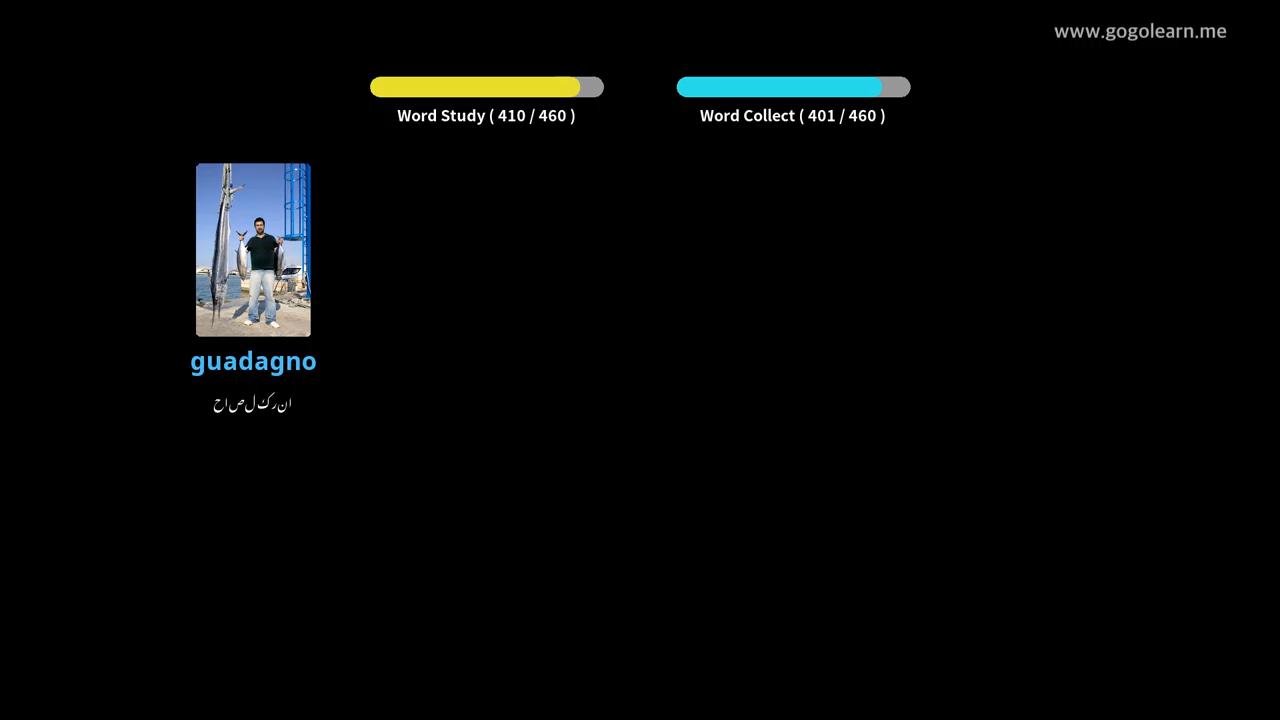 www.gogolearn.me
Word Study ( 410 / 460 )
Word Collect ( 401 / 460 )
guadagno
حاصل کرنا